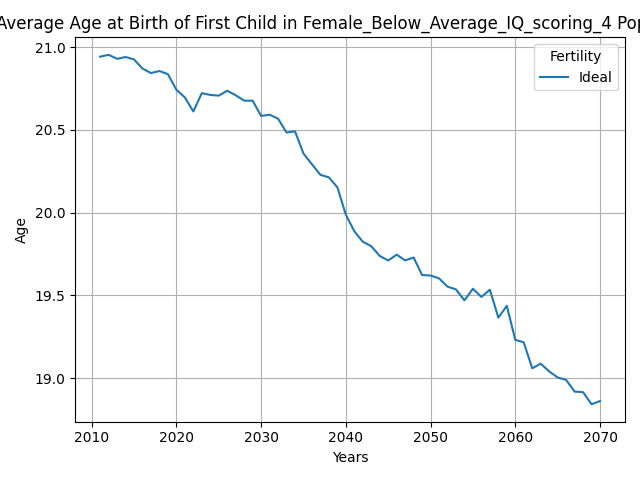 Average Age at Birth of First Child in Female_Below_Average_IQ_scoring_4 Pop
Fertility
Ideal
21.0
20.5
20.0
19.5
19.0
Age
2010 2020 2030 2040 2050 2060 2070
Years